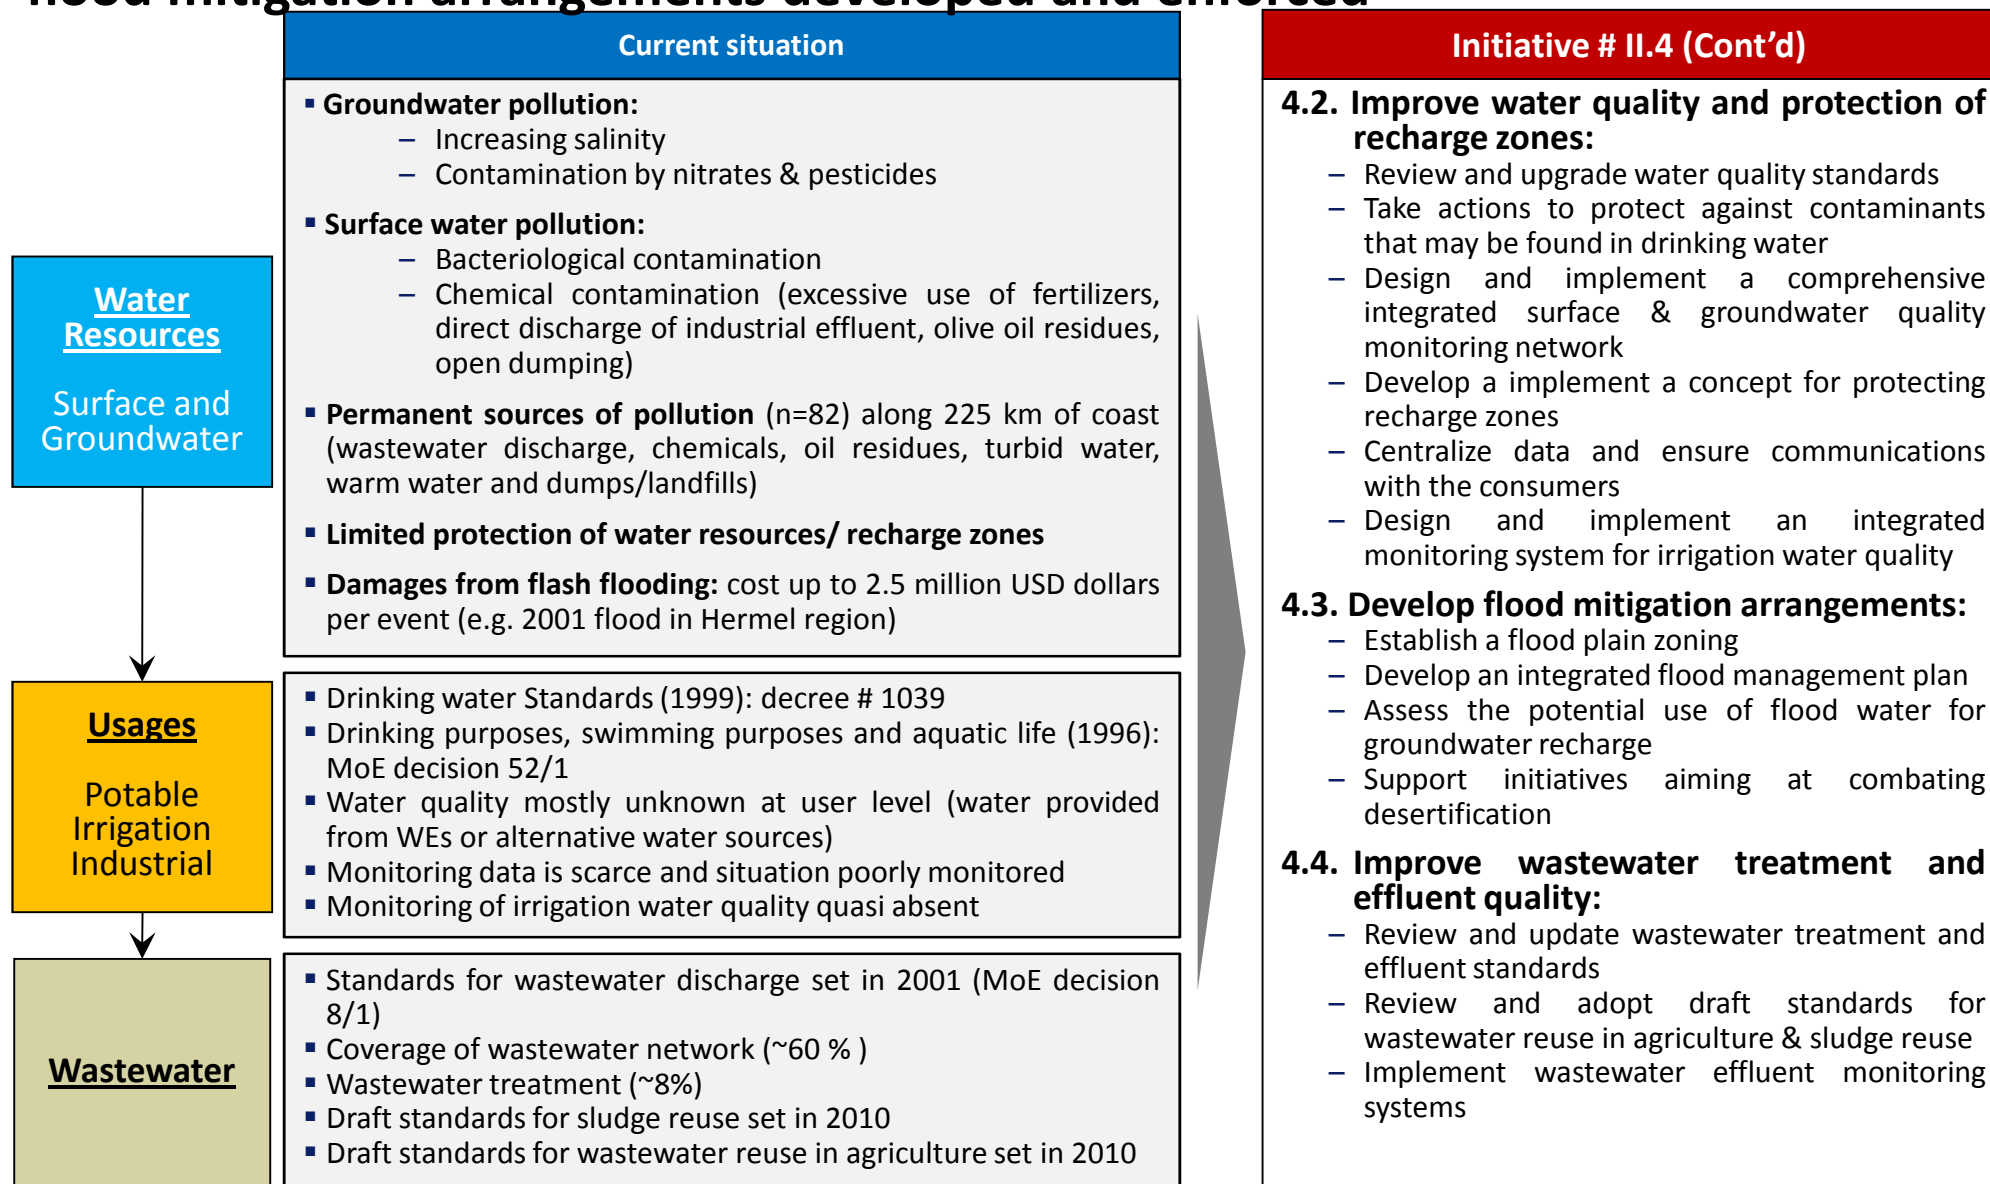 flood mitigation arrangements developed and enforced
Current situation
▪ Groundwater pollution:
– Increasing salinity
– Contamination by nitrates & pesticides
▪ Surface water pollution:
– Bacteriological contamination
– Chemical contamination (excessive use of fertilizers,
direct discharge of industrial effluent, olive oil residues,
open dumping)
▪ Permanent sources of pollution (n=82) along 225 km of coast
(wastewater discharge, chemicals, oil residues, turbid water,
warm water and dumps/landfills)
▪ Limited protection of water resources/ recharge zones
▪ Damages from flash flooding: cost up to 2.5 million USD dollars
per event (e.g. 2001 flood in Hermel region)
Water
Resources
Surface and
Groundwater
Usages
Potable
Irrigation
Industrial
▪ Drinking water Standards (1999): decree # 1039
▪ Drinking purposes, swimming purposes and aquatic life (1996):
MoE decision 52/1
▪ Water quality mostly unknown at user level (water provided
from WEs or alternative water sources)
▪ Monitoring data is scarce and situation poorly monitored
▪ Monitoring of irrigation water quality quasi absent
Wastewater
▪ Standards for wastewater discharge set in 2001 (MoE decision
8/1)
▪ Coverage of wastewater network (~60 % )
▪ Wastewater treatment (~8%)
▪ Draft standards for sludge reuse set in 2010
▪ Draft standards for wastewater reuse in agriculture set in 2010
Initiative # II.4 (Cont’d)
4.2. Improve water quality and protection of
recharge zones:
– Review and upgrade water quality standards
– Take actions to protect against contaminants
that may be found in drinking water
– Design and implement a comprehensive
integrated surface & groundwater quality
monitoring network
– Develop a implement a concept for protecting
recharge zones
– Centralize data and ensure communications
with the consumers
– Design and implement an integrated
monitoring system for irrigation water quality
4.3. Develop flood mitigation arrangements:
– Establish a flood plain zoning
– Develop an integrated flood management plan
– Assess the potential use of flood water for
groundwater recharge
– Support initiatives aiming at combating
desertification
4.4. Improve wastewater treatment and
effluent quality:
– Review and update wastewater treatment and
effluent standards
– Review and adopt draft standards for
wastewater reuse in agriculture & sludge reuse
– Implement wastewater effluent monitoring
systems